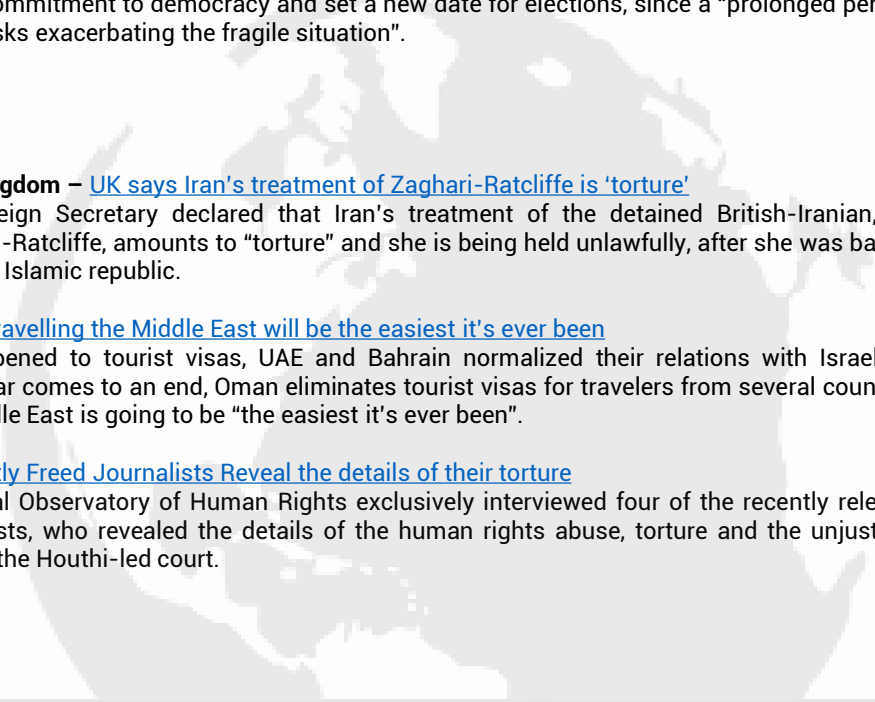 ommitment to democracy and set a new date for elections, since a “prolonged per
sks exacerbating the fragile situation”.
gdom – UK says Iran’s treatment of Zaghari-Ratcliffe is ‘torture’
eign Secretary declared that Iran’s treatment of the detained British-Iranian,
-Ratcliffe, amounts to “torture” and she is being held unlawfully, after she was ba
Islamic republic.
ravelling the Middle East will be the easiest it’s ever been
pened to tourist visas, UAE and Bahrain normalized their relations with Israel
ar comes to an end, Oman eliminates tourist visas for travelers from several coun
le East is going to be “the easiest it’s ever been”.
tly Freed Journalists Reveal the details of their torture
al Observatory of Human Rights exclusively interviewed four of the recently rele
sts, who revealed the details of the human rights abuse, torture and the unjust
the Houthi-led court.